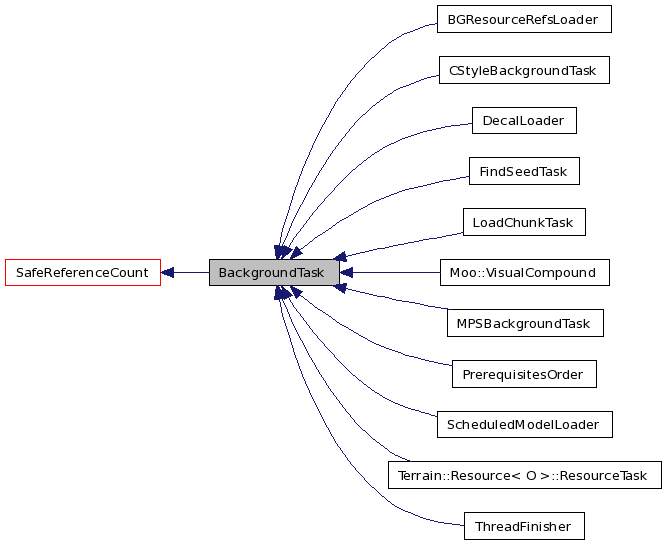 BGResourceRefsLoader
CStyleBackgroundTask
DecalLoader
FindSeedTask
LoadChunkTask
SafeReferenceCount
BackgroundTask
Moo::VisualCompound
MPSBackgroundTask
PrerequisitesOrder
ScheduledModelLoader
Terrain::Resource< O >::ResourceTask
ThreadFinisher